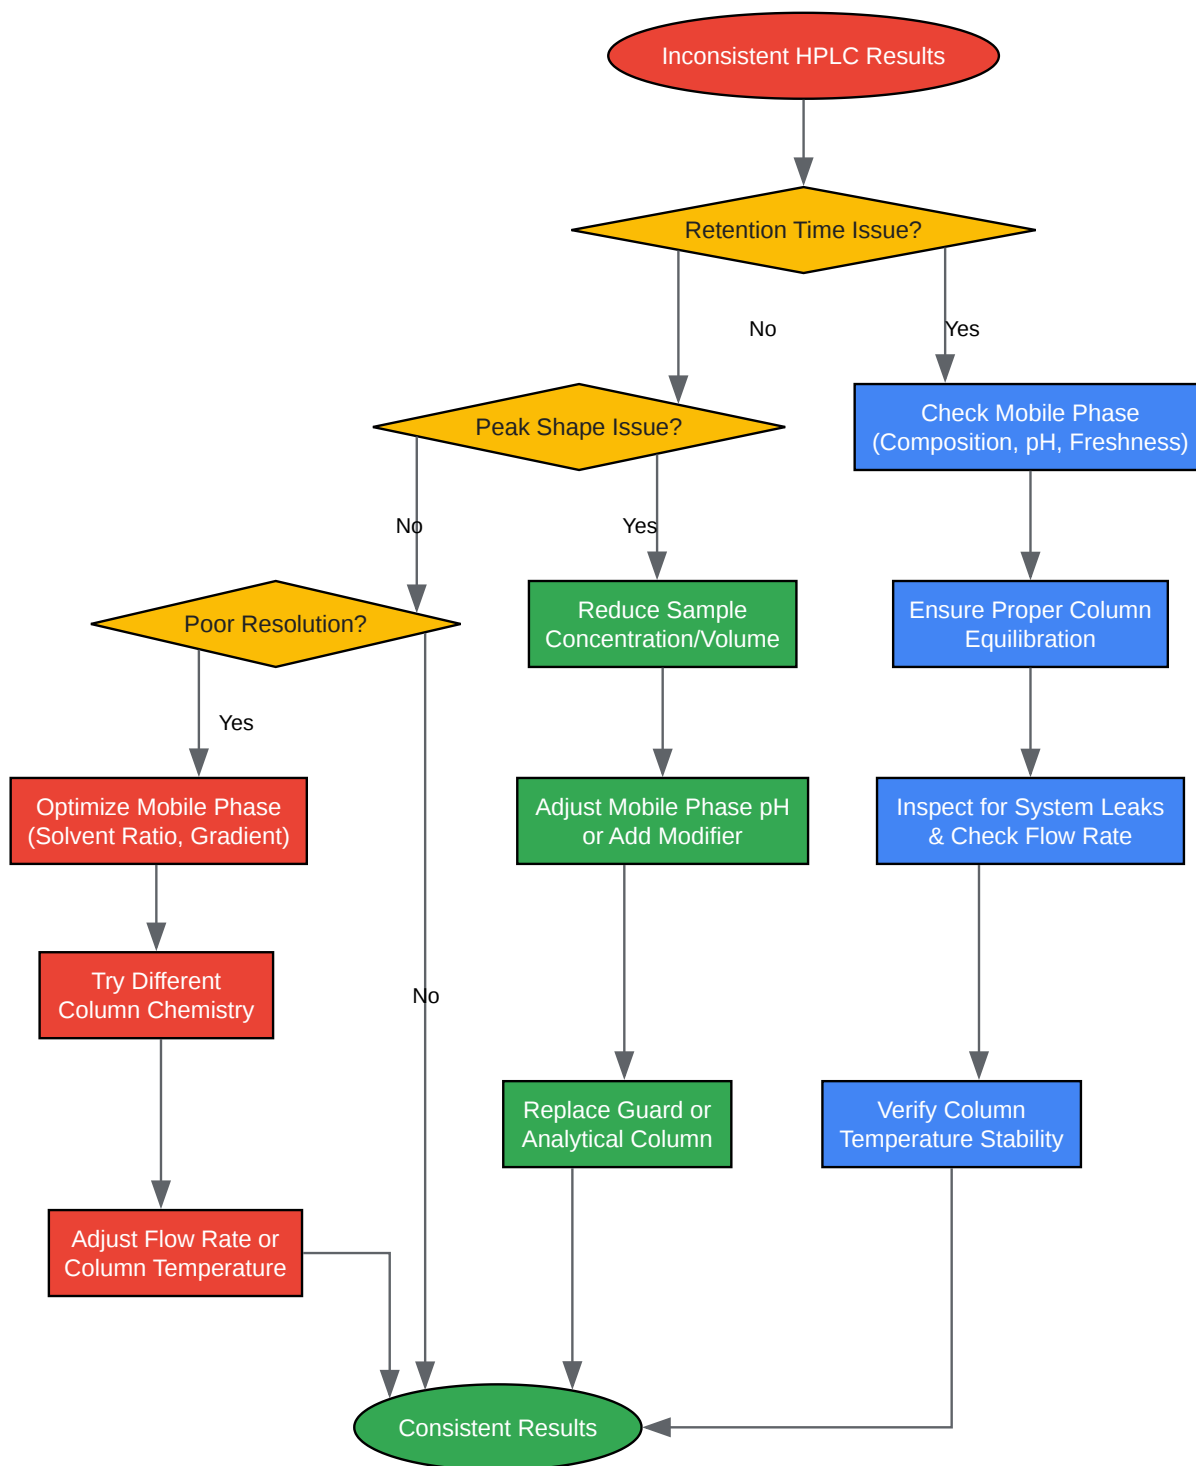 Inconsistent HPLC Results
Retention Time Issue?
No
Yes
Peak Shape Issue?
Check Mobile Phase
(Composition, pH, Freshness)
No
Yes
Poor Resolution?
Reduce Sample
Concentration/Volume
Ensure Proper Column
Equilibration
Yes
Optimize Mobile Phase
(Solvent Ratio, Gradient)
Adjust Mobile Phase pH
or Add Modifier
Inspect for System Leaks
& Check Flow Rate
Try Different
Column Chemistry
No
Replace Guard or
Analytical Column
Verify Column
Temperature Stability
Adjust Flow Rate or
Column Temperature
Consistent Results